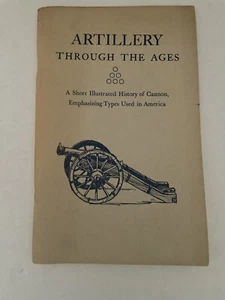 ARTILLERY
THROUGH THE AGES
A Short Illustrated History of Cannon,
Emphasizing Types Used in America